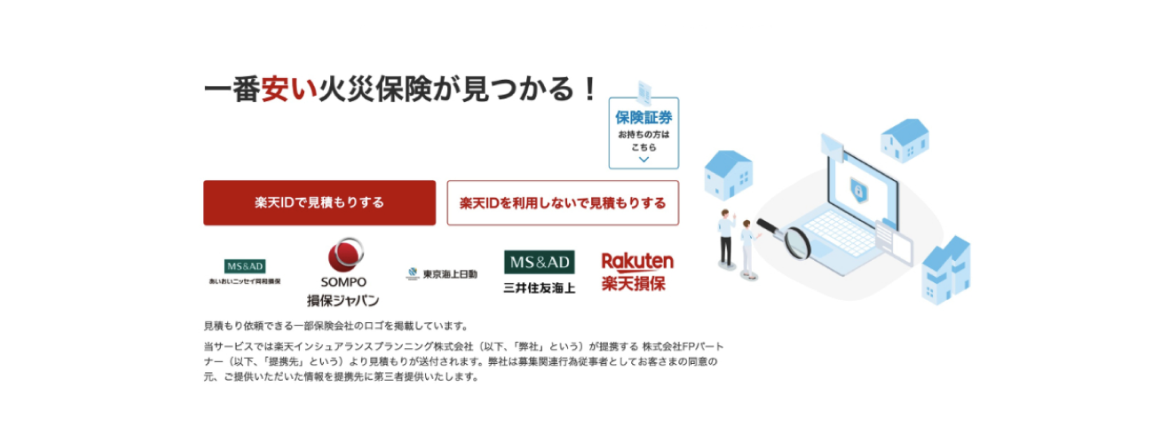 一番安い火災保険が見つかる！
保険証券
お持ちの方は
こちら
楽天IDで見積もりする
楽天IDを利用しないで見積もりする
MS&AD
あいおいニッセイ同和損保
SOMPO
損保ジャパン
東京海上日動
MS&AD
三井住友海上
Rakuten
楽天損保
見積もり依頼できる一部保険会社のロゴを掲載しています。
当サービスでは楽天インシュアランスプランニング株式会社（以下、「弊社」という）が提携する 株式会社FPパート
ナー（以下、「提携先」という）より見積もりが送付されます。弊社は募集関連行為従事者としてお客さまの同意の
元、ご提供いただいた情報を提携先に第三者提供いたします。